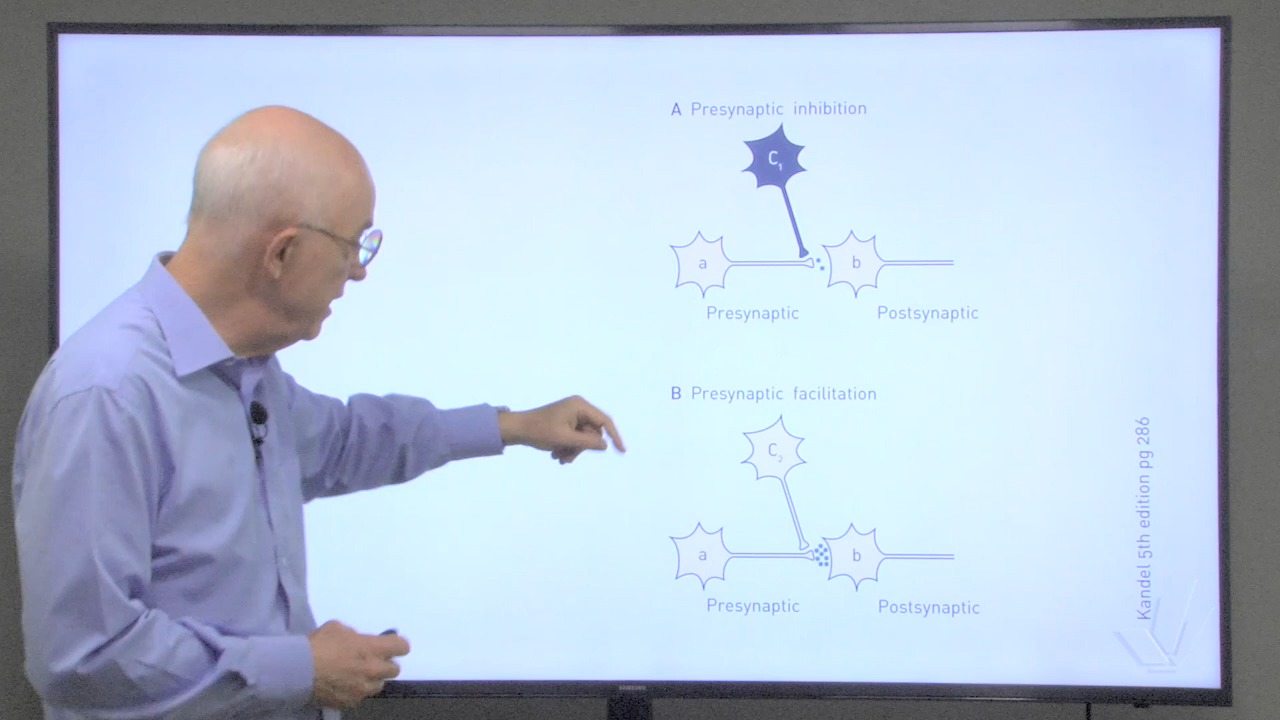 A Presynaptic inhibition
C₁
a
b
Presynaptic
Postsynaptic
B Presynaptic facilitation
C₂
a
b
Presynaptic
Postsynaptic
Kandel 5th edition pg 286
SAMSUNG